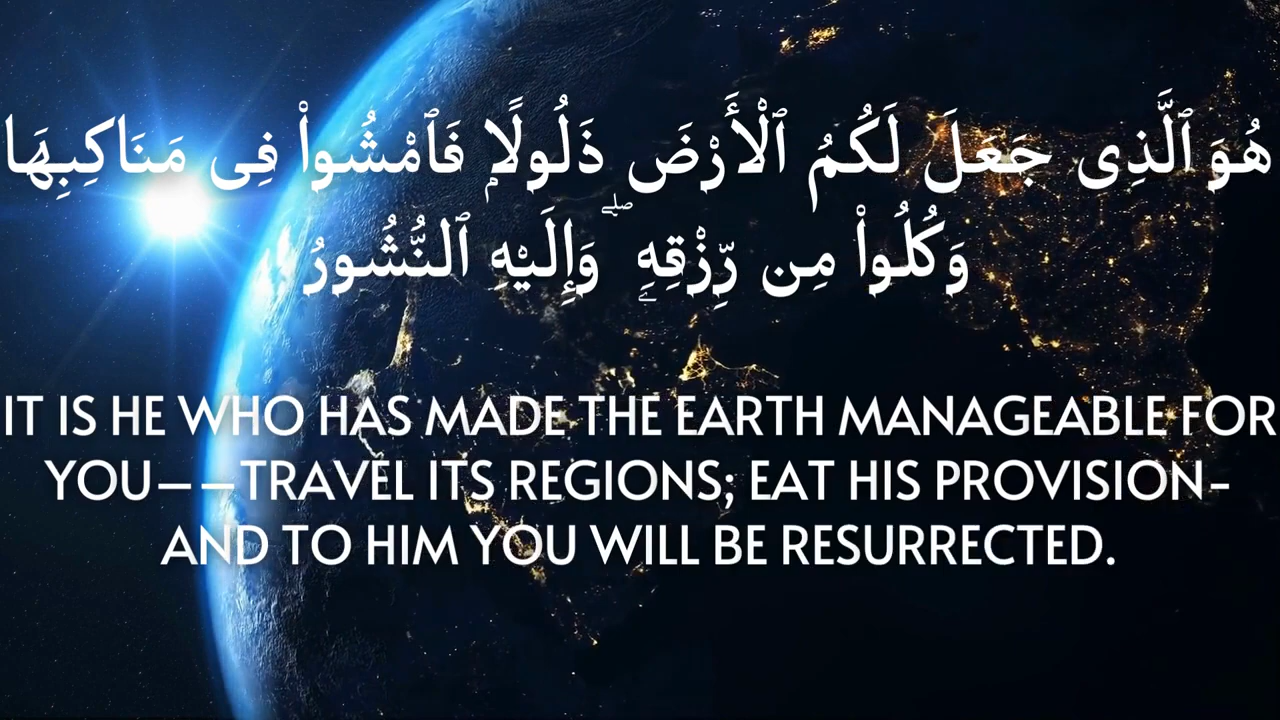 هُوَ ٱلَّذِى جَعَلَ لَكُمُ ٱلْأَرْضَ ذَلُولًۭا فَٱمْشُوا۟ فِى مَنَاكِبِهَا
وَكُلُوا۟ مِن رِّزْقِهِۦ ۖ وَإِلَيْهِ ٱلنُّشُورُ
IT IS HE WHO HAS MADE THE EARTH MANAGEABLE FOR
YOU——TRAVEL ITS REGIONS; EAT HIS PROVISION-
AND TO HIM YOU WILL BE RESURRECTED.